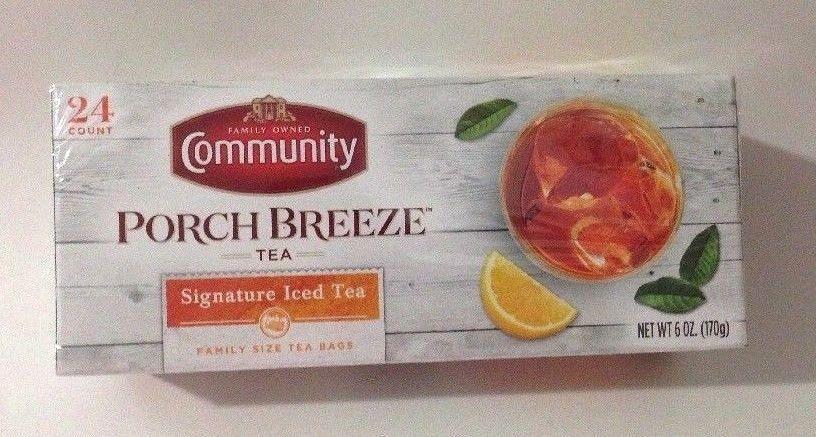 24
COUNT
FAMILY OWNED
Community
PORCH BREEZE™
TEA
Signature Iced Tea
FAMILY SIZE TEA BAGS
NET WT 6 OZ. (170g)